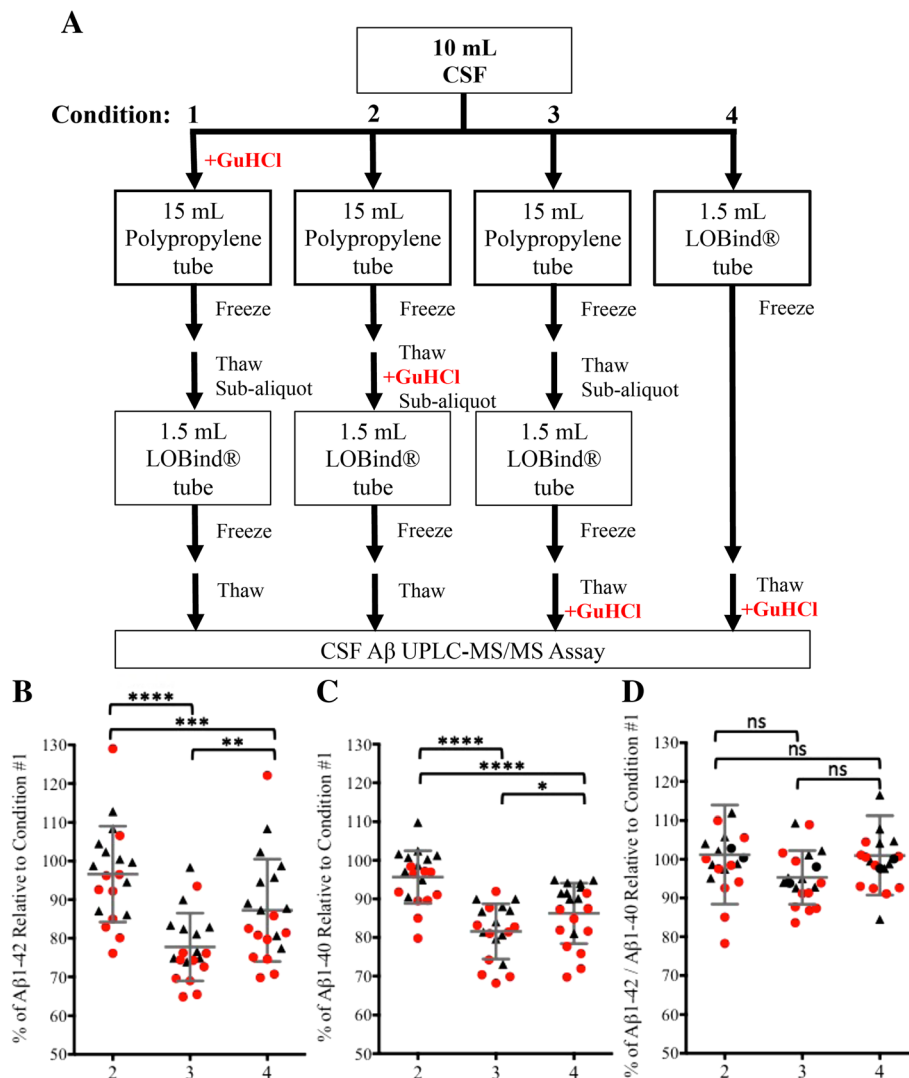 A
10 mL
CSF
Condition: 1 2 3 4
+GuHCl
15 mL
Polypropylene
tube
15 mL
Polypropylene
tube
15 mL
Polypropylene
tube
1.5 mL
LOBind®
tube
Freeze
Freeze
Freeze
Freeze
Thaw
Sub-aliquot
Thaw
+GuHCl
Sub-aliquot
Thaw
Sub-aliquot
1.5 mL
LOBind®
tube
1.5 mL
LOBind®
tube
1.5 mL
LOBind®
tube
Freeze
Freeze
Freeze
Thaw
Thaw
Thaw
+GuHCl
Thaw
+GuHCl
CSF Aβ UPLC-MS/MS Assay
B
% of Aβ1-42 Relative to Condition #1
130
120
110
100
90
80
70
60
50
****
***
**
2 3 4
C
% of Aβ1-40 Relative to Condition #1
130
120
110
100
90
80
70
60
50
****
****
*
2 3 4
D
% of Aβ1-42 / Aβ1-40 Relative to Condition #1
130
120
110
100
90
80
70
60
50
ns
ns
ns
2 3 4